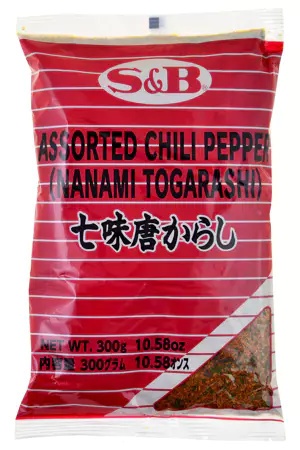 S&B
ASSORTED CHILI PEPPER
(NANAMI TOGARASHI)
七味唐からし
NET WT. 300g 10.58oz
内容量 300グラム 10.58オンス